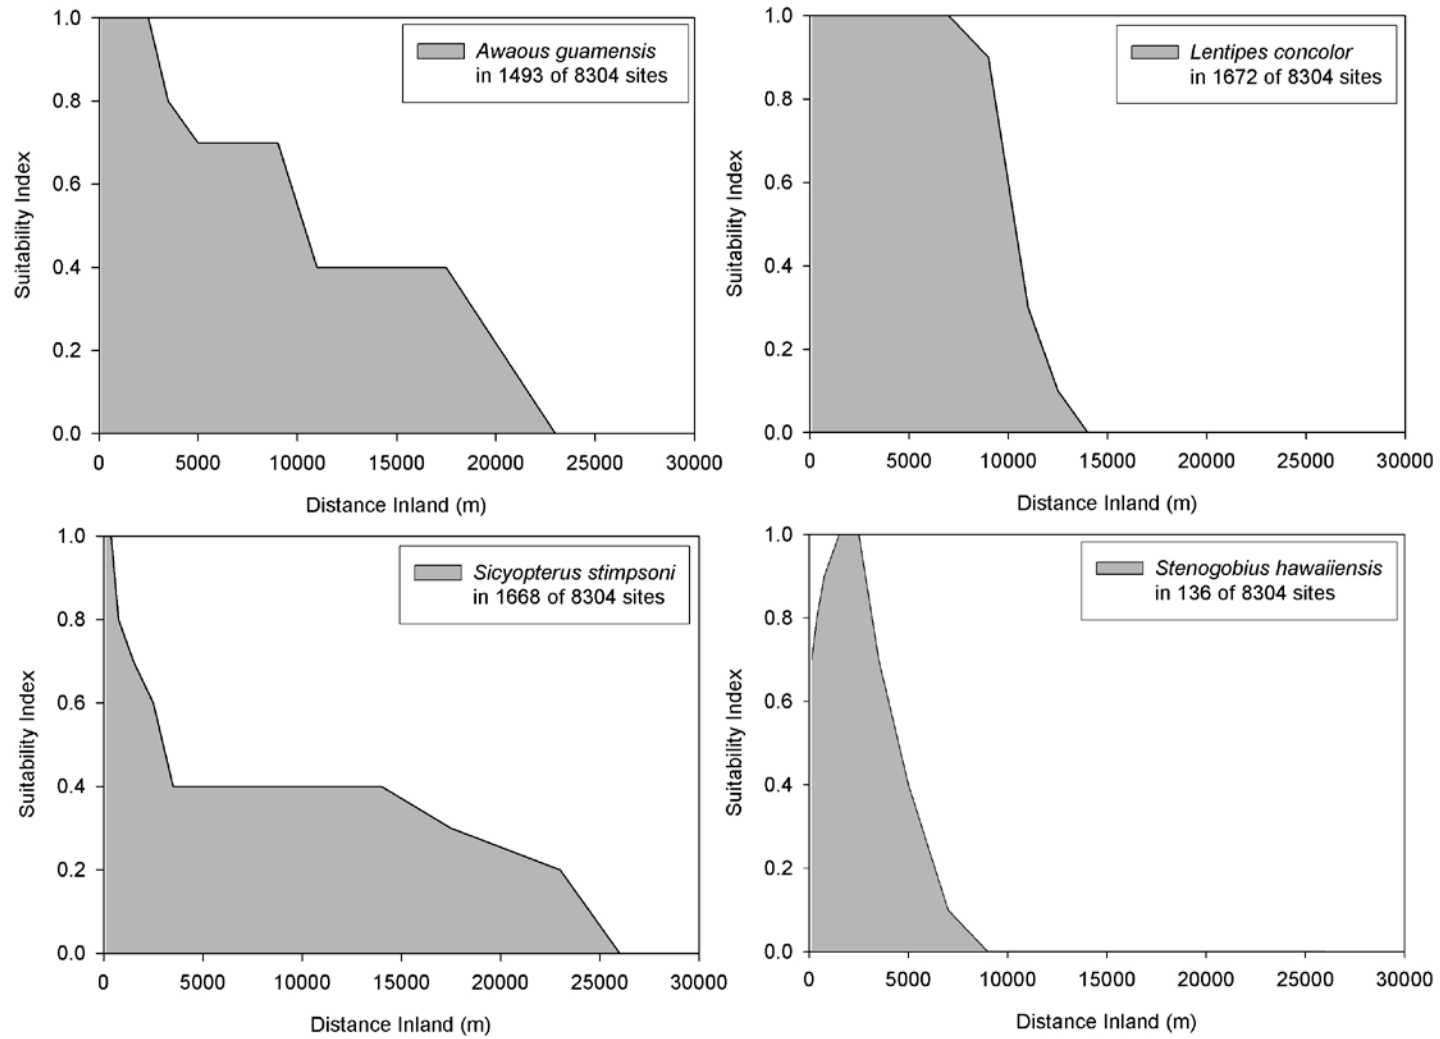 Awaous guamensis
in 1493 of 8304 sites
1.0
0.8
0.6
0.4
0.2
0.0
Suitability Index
0 5000 10000 15000 20000 25000 30000
Distance Inland (m)
Lentipes concolor
in 1672 of 8304 sites
1.0
0.8
0.6
0.4
0.2
0.0
Suitability Index
0 5000 10000 15000 20000 25000 30000
Distance Inland (m)
Sicyopterus stimpsoni
in 1668 of 8304 sites
1.0
0.8
0.6
0.4
0.2
0.0
Suitability Index
0 5000 10000 15000 20000 25000 30000
Distance Inland (m)
Stenogobius hawaiiensis
in 136 of 8304 sites
1.0
0.8
0.6
0.4
0.2
0.0
Suitability Index
0 5000 10000 15000 20000 25000 30000
Distance Inland (m)